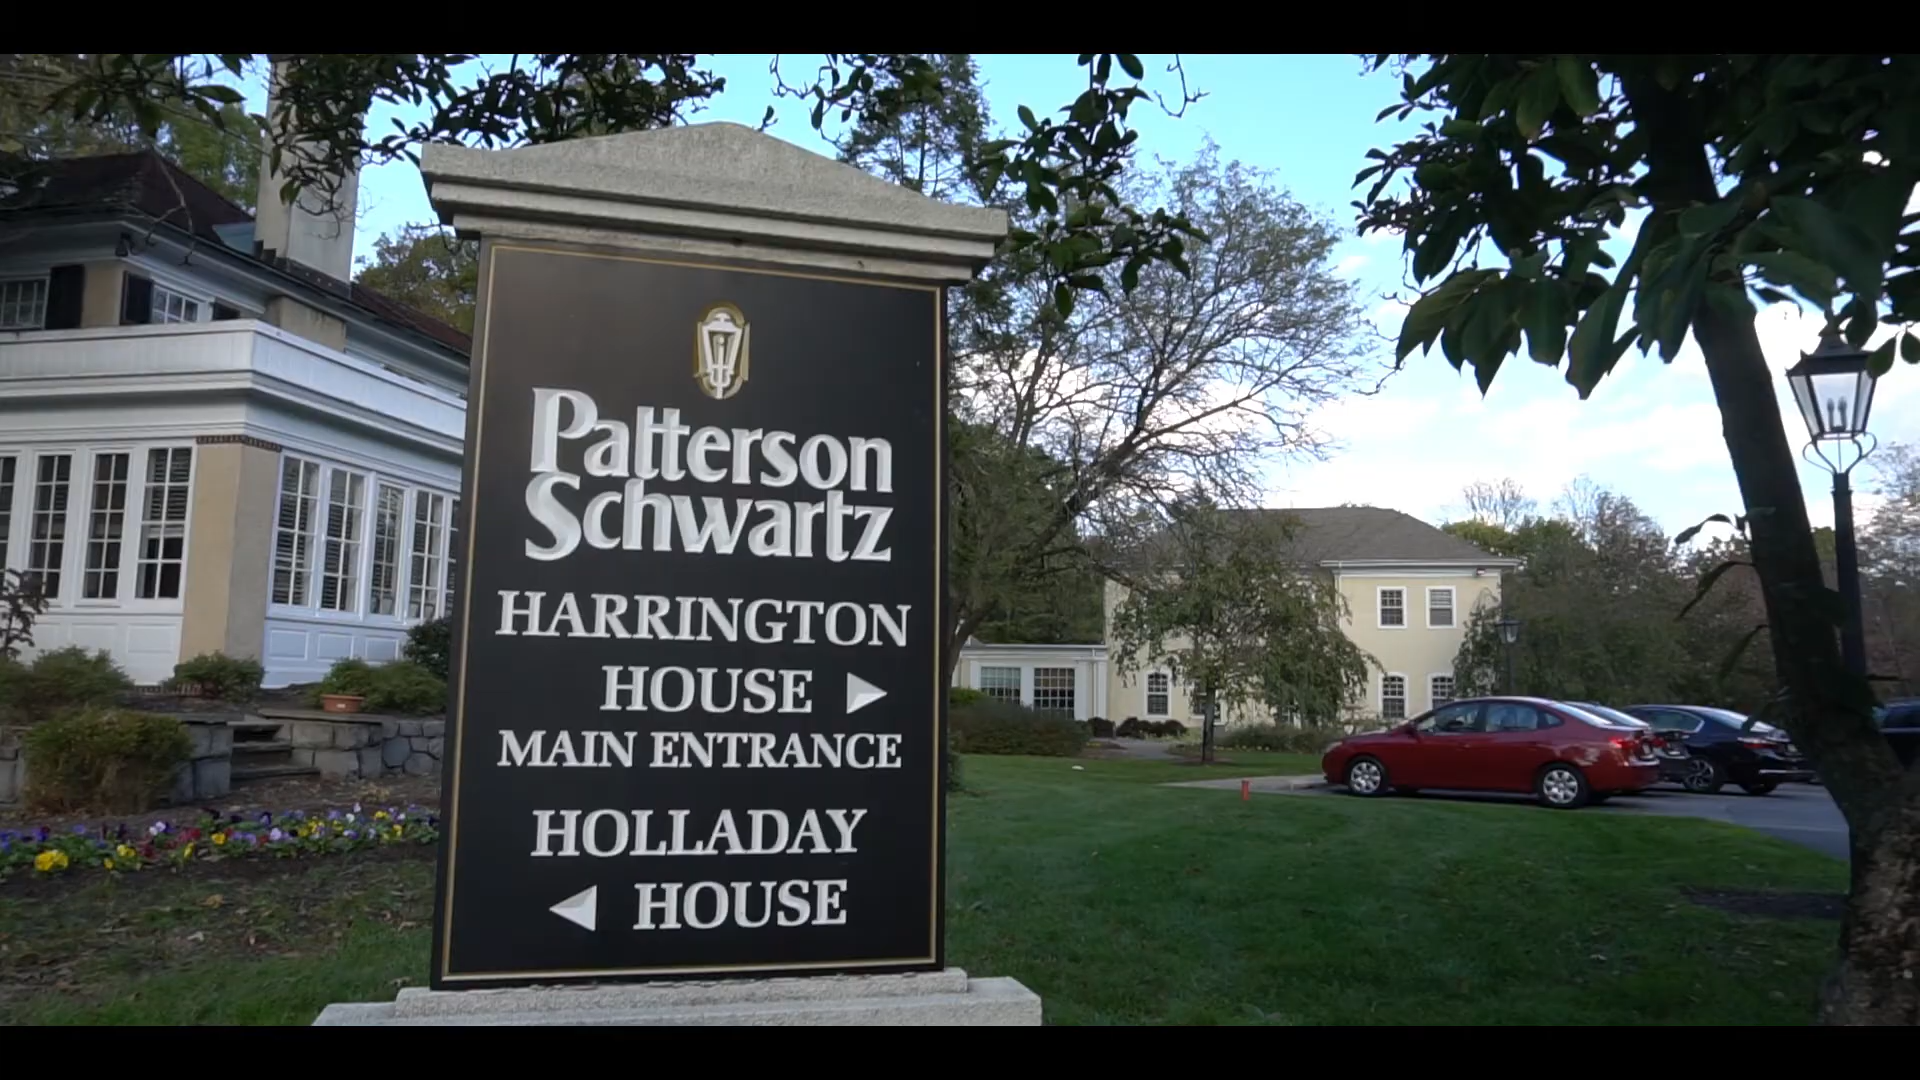 Patterson
Schwartz
HARRINGTON
HOUSE ▶
MAIN ENTRANCE
HOLLADAY
◀ HOUSE